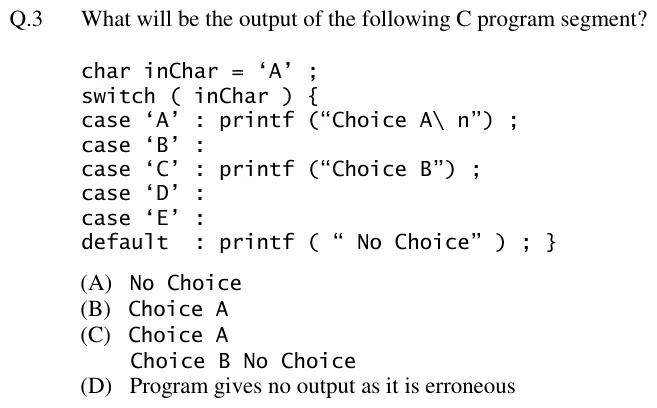 Q.3 What will be the output of the following C program segment?
char inChar = ‘A’ ;
switch ( inChar ) {
case ‘A’ : printf (“Choice A\ n”) ;
case ‘B’ :
case ‘C’ : printf (“Choice B”) ;
case ‘D’ :
case ‘E’ :
default : printf ( “ No Choice” ) ; }
(A) No Choice
(B) Choice A
(C) Choice A
Choice B No Choice
(D) Program gives no output as it is erroneous